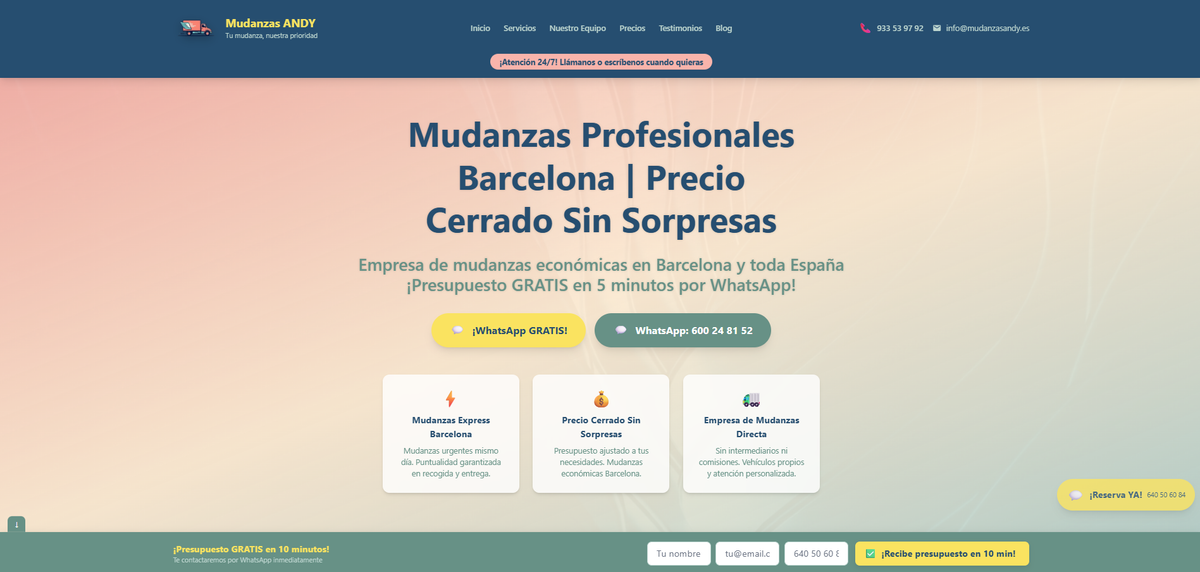 Mudanzas ANDY
Tu mudanza, nuestra prioridad
Inicio Servicios Nuestro Equipo Precios Testimonios Blog
933 53 97 92 info@mudanzasandy.es
¡Atención 24/7! Llámanos o escríbenos cuando quieras
Mudanzas Profesionales
Barcelona | Precio
Cerrado Sin Sorpresas
Empresa de mudanzas económicas en Barcelona y toda España
¡Presupuesto GRATIS en 5 minutos por WhatsApp!
¡WhatsApp GRATIS!
WhatsApp: 600 24 81 52
Mudanzas Express
Barcelona
Mudanzas urgentes mismo
día. Puntualidad garantizada
en recogida y entrega.
Precio Cerrado Sin
Sorpresas
Presupuesto ajustado a tus
necesidades. Mudanzas
económicas Barcelona.
Empresa de Mudanzas
Directa
Sin intermediarios ni
comisiones. Vehículos propios
y atención personalizada.
¡Reserva YA! 640 50 60 84
¡Presupuesto GRATIS en 10 minutos!
Te contactaremos por WhatsApp inmediatamente
Tu nombre
tu@email.c
640 50 60
¡Recibe presupuesto en 10 min!